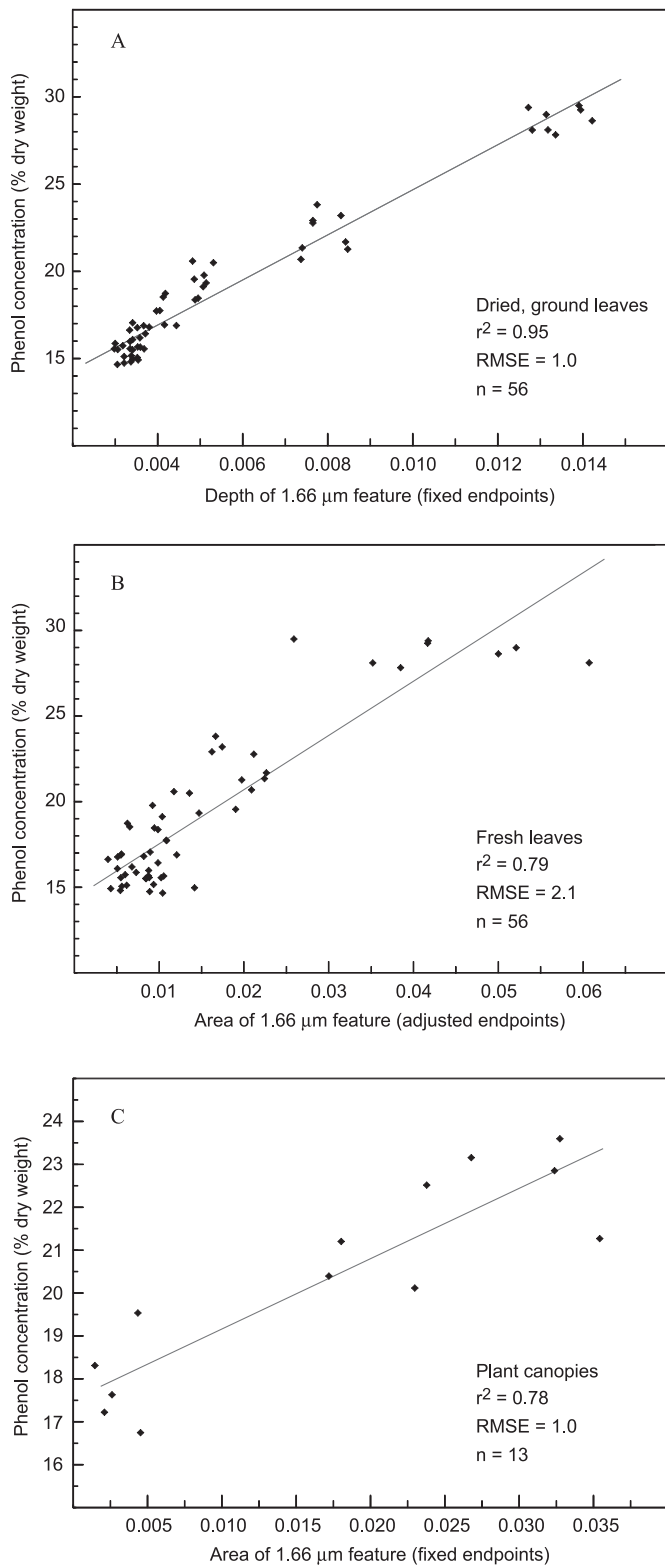 A
Phenol concentration (% dry weight)
30
25
20
15
Dried, ground leaves
r² = 0.95
RMSE = 1.0
n = 56
0.004 0.006 0.008 0.010 0.012 0.014
Depth of 1.66 μm feature (fixed endpoints)
B
Phenol concentration (% dry weight)
30
25
20
15
Fresh leaves
r² = 0.79
RMSE = 2.1
n = 56
0.01 0.02 0.03 0.04 0.05 0.06
Area of 1.66 μm feature (adjusted endpoints)
C
Phenol concentration (% dry weight)
24
23
22
21
20
19
18
17
16
Plant canopies
r² = 0.78
RMSE = 1.0
n = 13
0.005 0.010 0.015 0.020 0.025 0.030 0.035
Area of 1.66 μm feature (fixed endpoints)